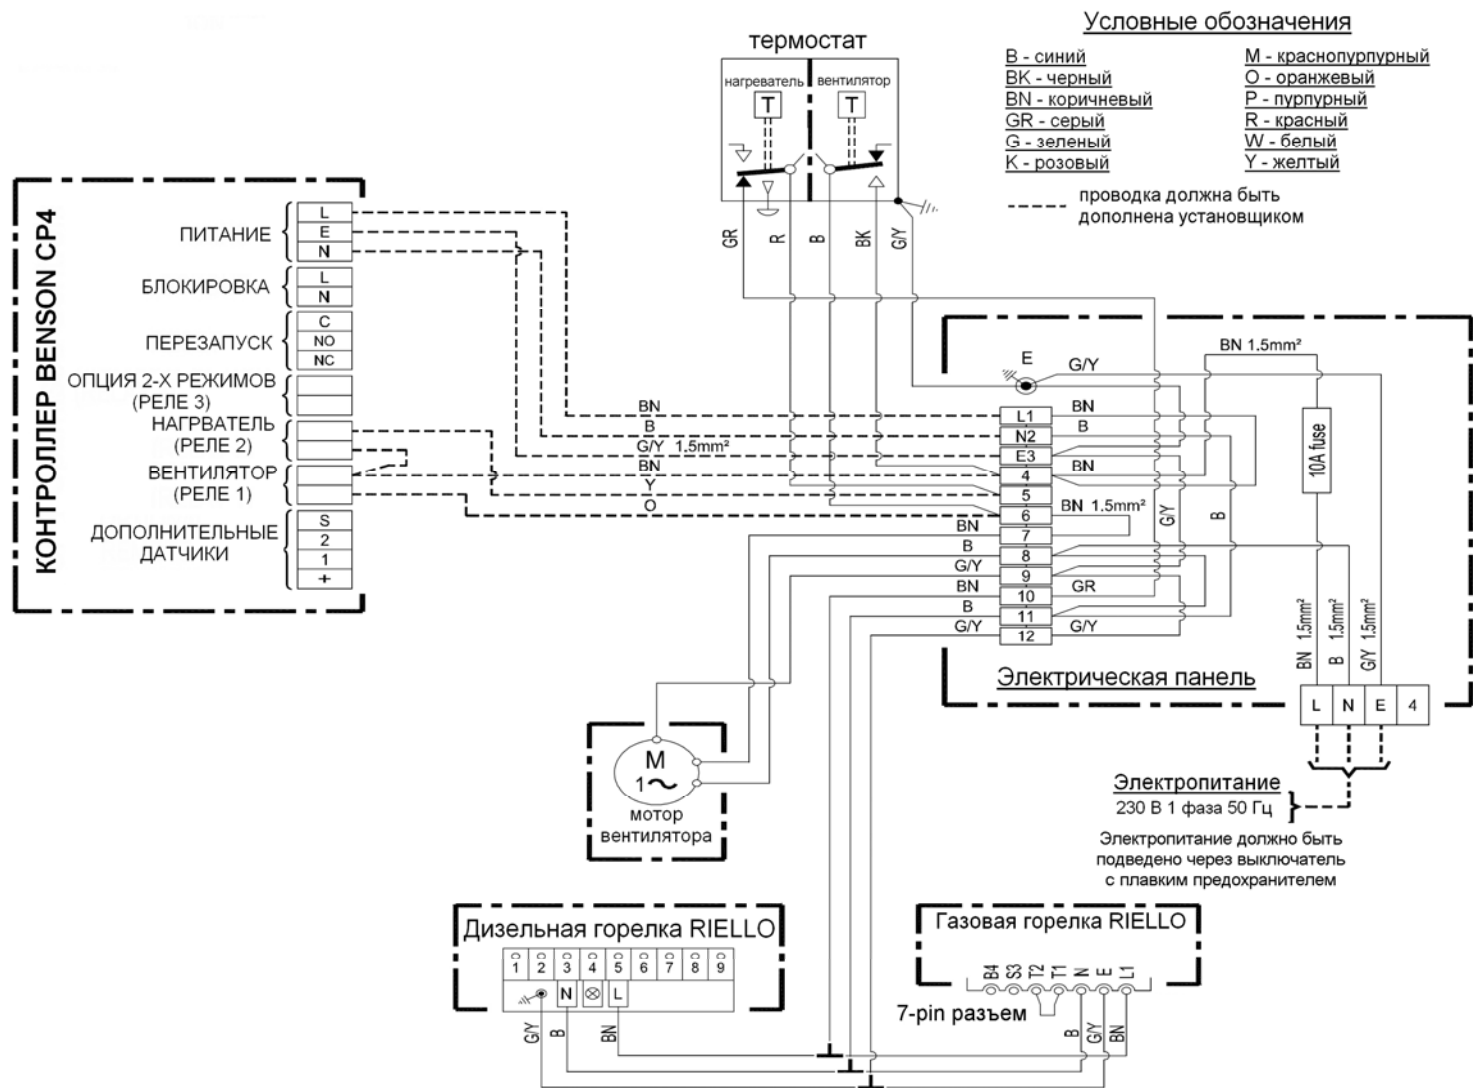 Условные обозначения
B - синий
BK - черный
BN - коричневый
GR - серый
G - зеленый
K - розовый
M - краснопурпурный
O - оранжевый
P - пурпурный
R - красный
W - белый
Y - желтый
проводка должна быть
дополнена установщиком
термостат
нагреватель
вентилятор
T
T
GR
R
B
BK
G/Y
КОНТРОЛЛЕР BENSON CP4
ПИТАНИЕ
L
E
N
БЛОКИРОВКА
L
N
ПЕРЕЗАПУСК
C
NO
NC
ОПЦИЯ 2-Х РЕЖИМОВ
(РЕЛЕ 3)
НАГРВАТЕЛЬ
(РЕЛЕ 2)
ВЕНТИЛЯТОР
(РЕЛЕ 1)
ДОПОЛНИТЕЛЬНЫЕ
ДАТЧИКИ
S
2
1
+
BN
B
G/Y 1.5mm²
BN
Y
O
BN
B
G/Y
BN
B
G/Y
E
G/Y
BN 1.5mm²
L1
N2
E3
4
5
6
7
8
9
10
11
12
BN
B
BN
BN 1.5mm²
GR
G/Y
G/Y
B
10A fuse
BN 1.5mm²
B 1.5mm²
G/Y 1.5mm²
Электрическая панель
L N E 4
Электропитание
230 В 1 фаза 50 Гц
Электропитание должно быть
подведено через выключатель
с плавким предохранителем
M
1~
мотор
вентилятора
Дизельная горелка RIELLO
1 2 3 4 5 6 7 8 9
N L
G/Y
B
BN
Газовая горелка RIELLO
B4 S3 T2 T1 N E L1
7-pin разъем
B
G/Y
BN